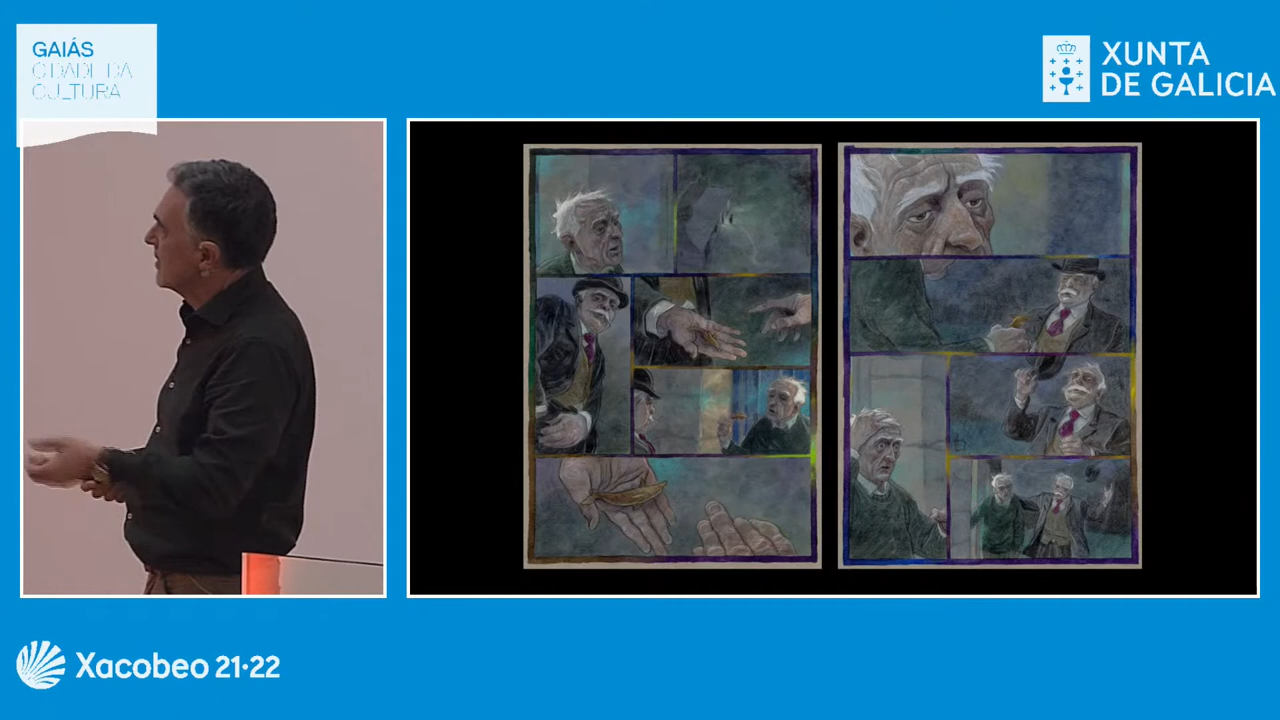 GAIÁS
CIDADE DA
CULTURA
XUNTA
DE GALICIA
Xacobeo 21·22